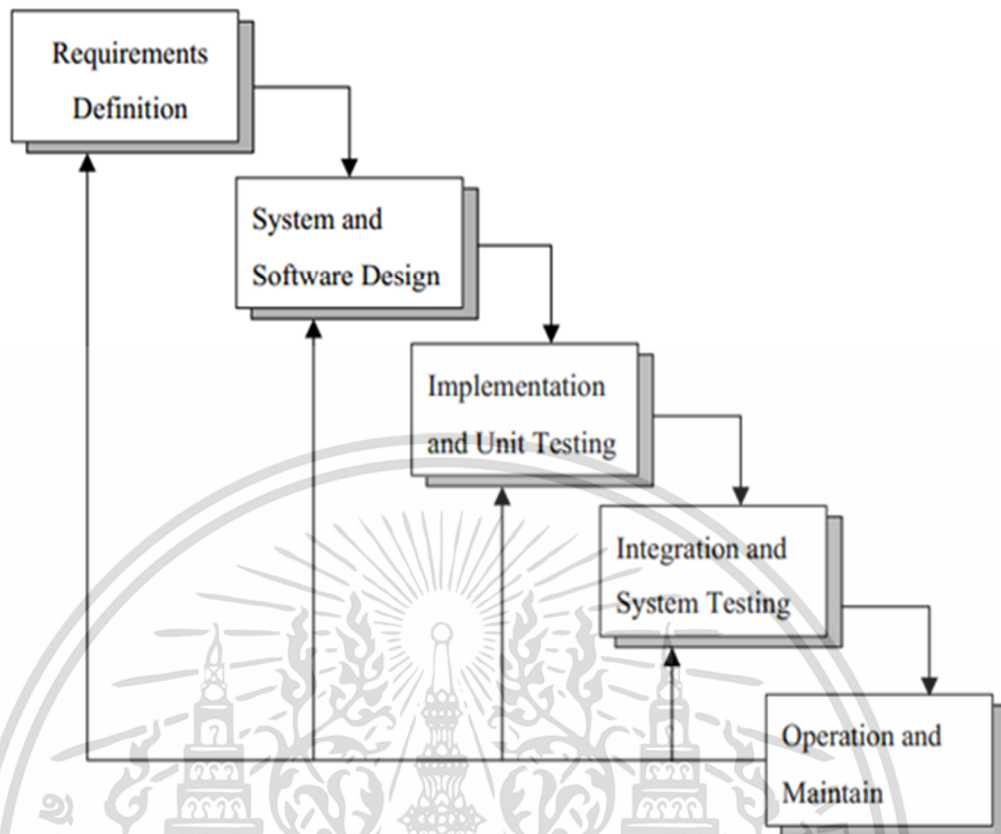 Requirements
Definition
System and
Software Design
Implementation
and Unit Testing
Integration and
System Testing
Operation and
Maintain